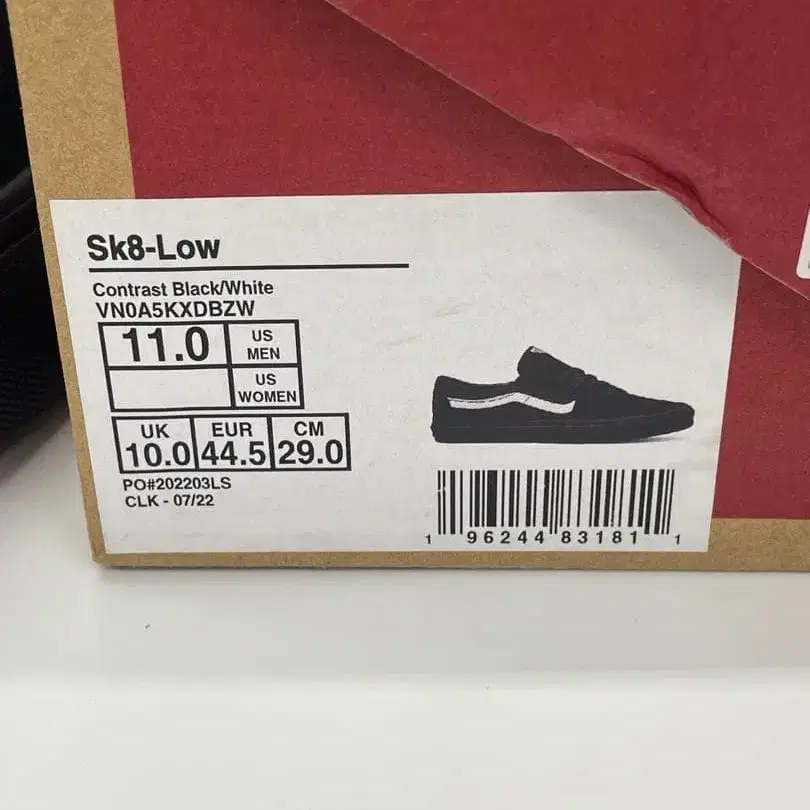 Sk8-Low
Contrast Black/White
VN0A5KXDBZW
11.0 US MEN
US WOMEN
UK EUR CM
10.0 44.5 29.0
PO#202203LS
CLK - 07/22
1 96244 83181 1